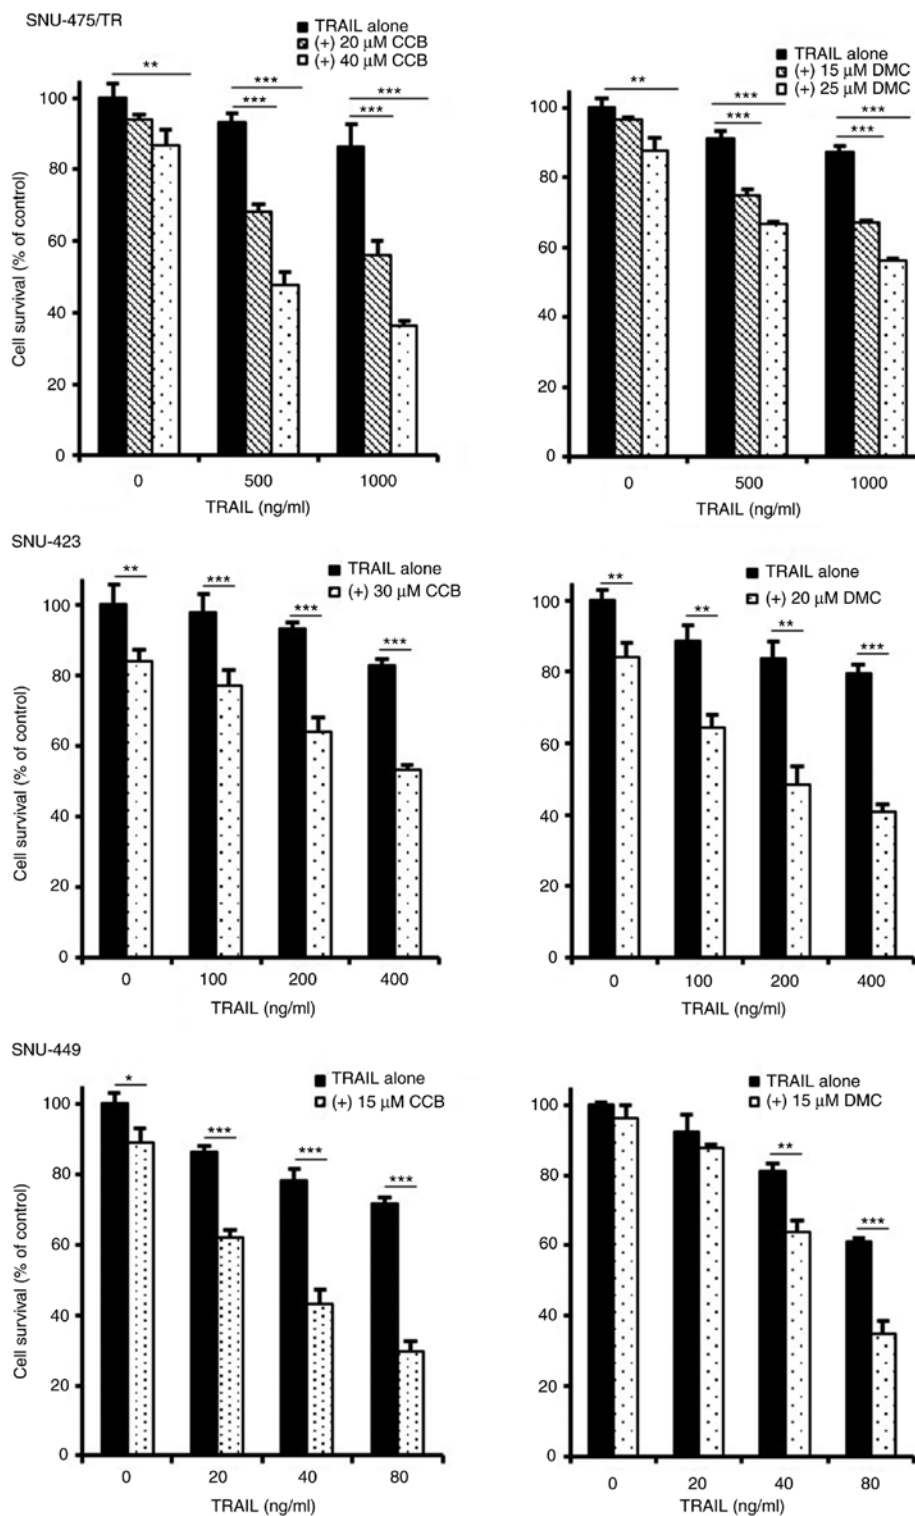 SNU-475/TR
TRAIL alone
(+) 20 μM CCB
(+) 40 μM CCB
**
***
***
***
***
100
80
60
40
20
0
Cell survival (% of control)
0 500 1000
TRAIL (ng/ml)
TRAIL alone
(+) 15 μM DMC
(+) 25 μM DMC
**
***
***
***
***
100
80
60
40
20
0
0 500 1000
TRAIL (ng/ml)
SNU-423
TRAIL alone
(+) 30 μM CCB
**
***
***
***
100
80
60
40
20
0
Cell survival (% of control)
0 100 200 400
TRAIL (ng/ml)
TRAIL alone
(+) 20 μM DMC
**
**
**
***
100
80
60
40
20
0
0 100 200 400
TRAIL (ng/ml)
SNU-449
TRAIL alone
(+) 15 μM CCB
*
***
***
***
100
80
60
40
20
0
Cell survival (% of control)
0 20 40 80
TRAIL (ng/ml)
TRAIL alone
(+) 15 μM DMC
**
***
100
80
60
40
20
0
0 20 40 80
TRAIL (ng/ml)